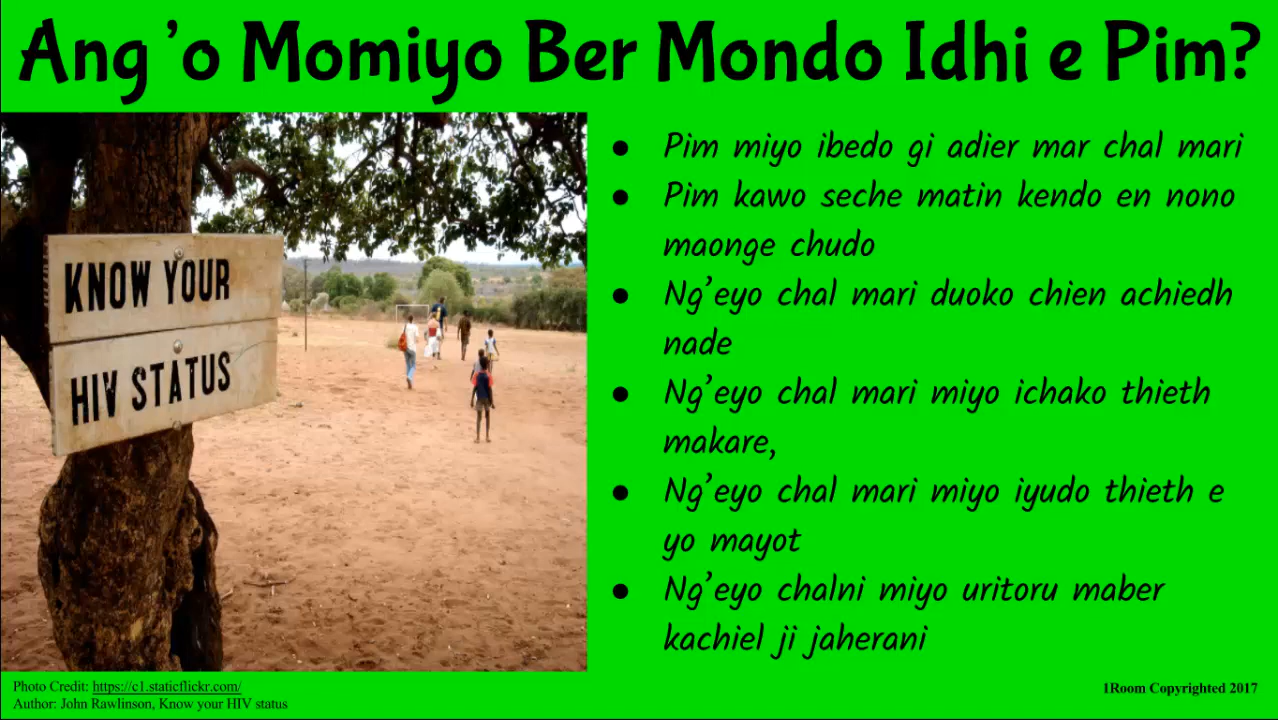 Ang'o Momiyo Ber Mondo Idhi e Pim?
KNOW YOUR
HIV STATUS
● Pim miyo ibedo gi adier mar chal mari
● Pim kawo seche matin kendo en nono
maonge chudo
● Ng'eyo chal mari duoko chien achiedh
nade
● Ng'eyo chal mari miyo ichako thieth
makare,
● Ng'eyo chal mari miyo iyudo thieth e
yo mayot
● Ng'eyo chalni miyo uritoru maber
kachiel ji jaherani
Photo Credit: https://c1.staticflickr.com/
Author: John Rawlinson, Know your HIV status
1Room Copyrighted 2017